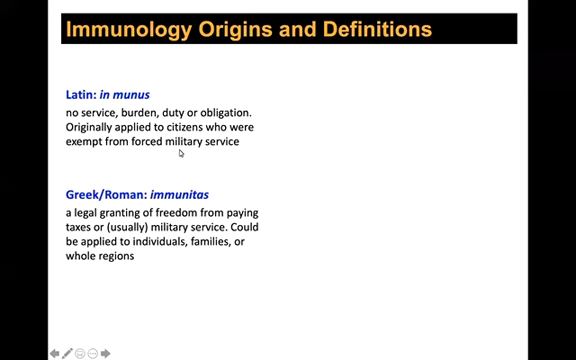 Immunology Origins and Definitions
Latin: in munus
no service, burden, duty or obligation.
Originally applied to citizens who were
exempt from forced military service
Greek/Roman: immunitas
a legal granting of freedom from paying
taxes or (usually) military service. Could
be applied to individuals, families, or
whole regions